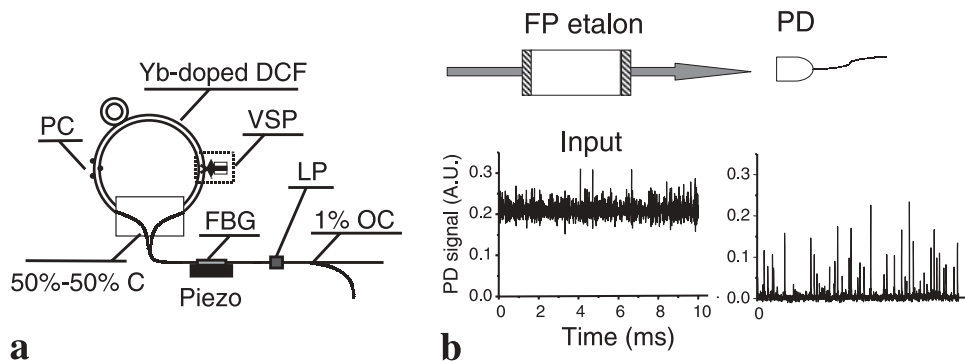 Yb-doped DCF
PC
VSP
LP
FBG
1% OC
50%-50% C
Piezo
a
FP etalon
PD
Input
PD signal (A.U.)
0.3
0.2
0.1
0.0
0 2 4 6 8 10
Time (ms)
0.3
0.2
0.1
0.0
0
b